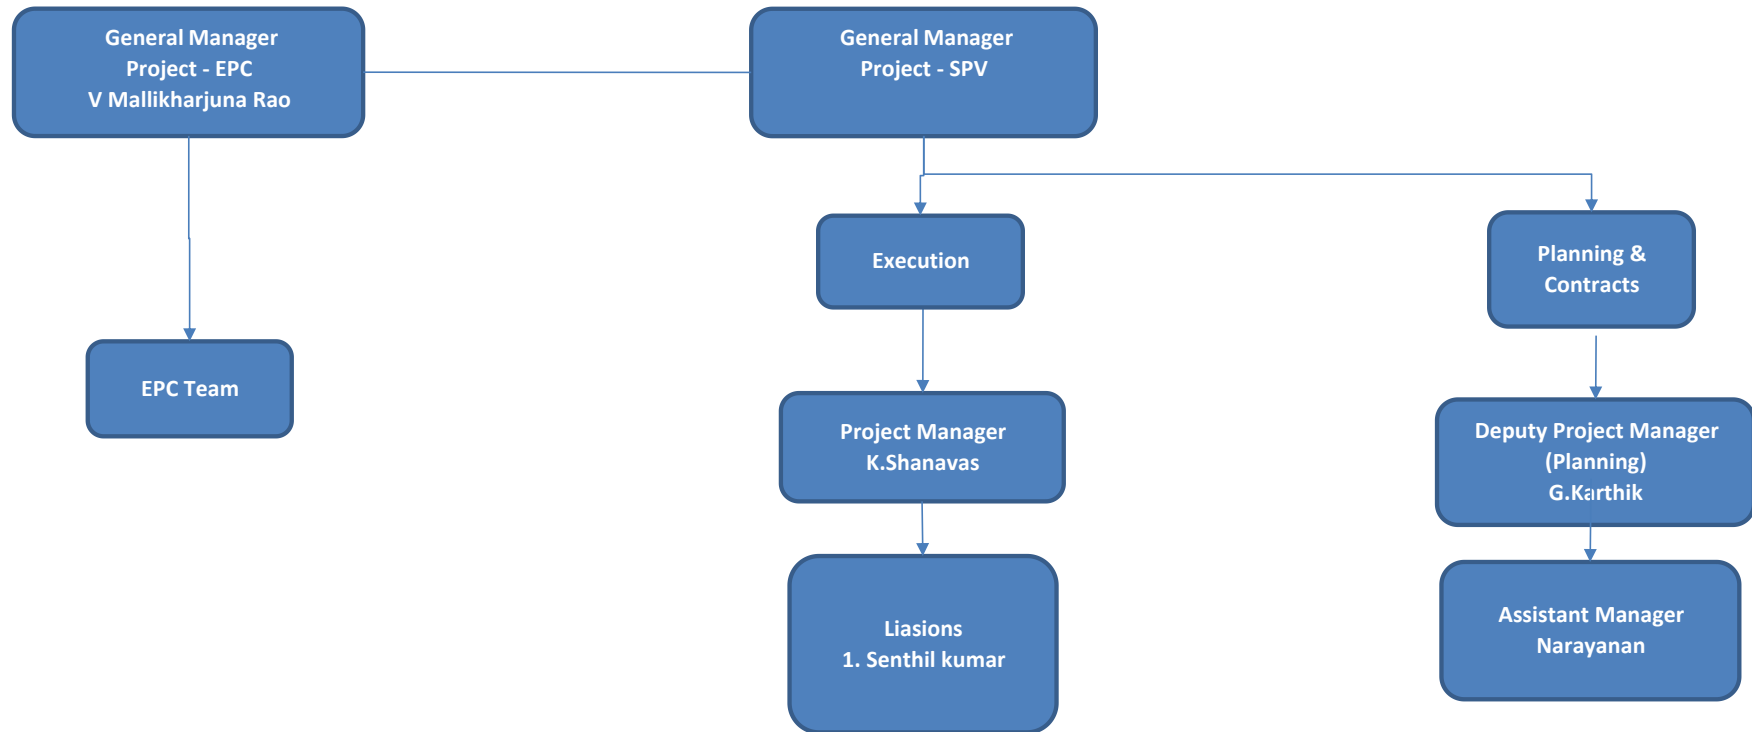 General Manager
Project - EPC
V Mallikharjuna Rao
General Manager
Project - SPV
Execution
Planning &
Contracts
EPC Team
Project Manager
K.Shanavas
Deputy Project Manager
(Planning)
G.Karthik
Liasions
1. Senthil kumar
Assistant Manager
Narayanan